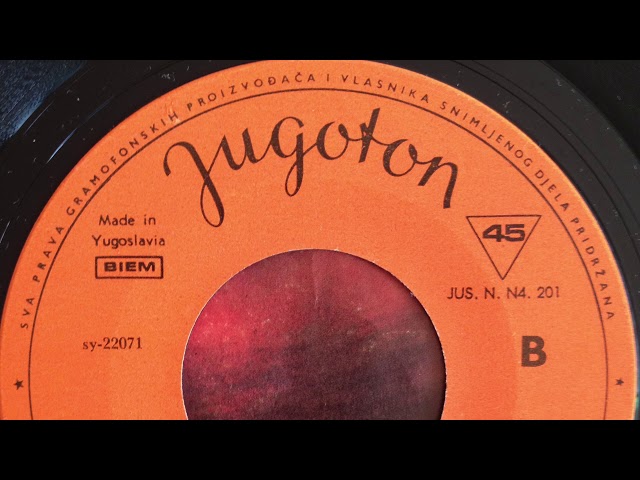 SVA PRAVA GRAMOFONSKIH PROIZVOĐAČA I VLASNIKA SNIMLJENOG DJELA PRIDRŽANA
Jugoton
Made in
Yugoslavia
BIEM
45
JUS. N. N4. 201
sy-22071
B